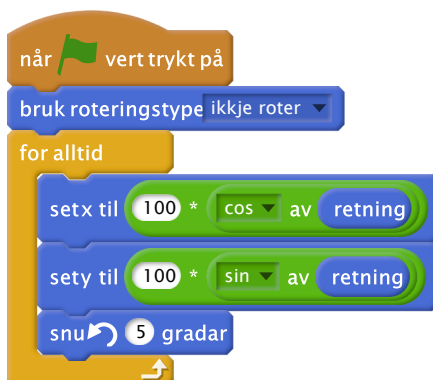 når vert trykt på
bruk roteringstype ikkje roter
for alltid
setx til 100 * cos av retning
sety til 100 * sin av retning
snu 5 gradar